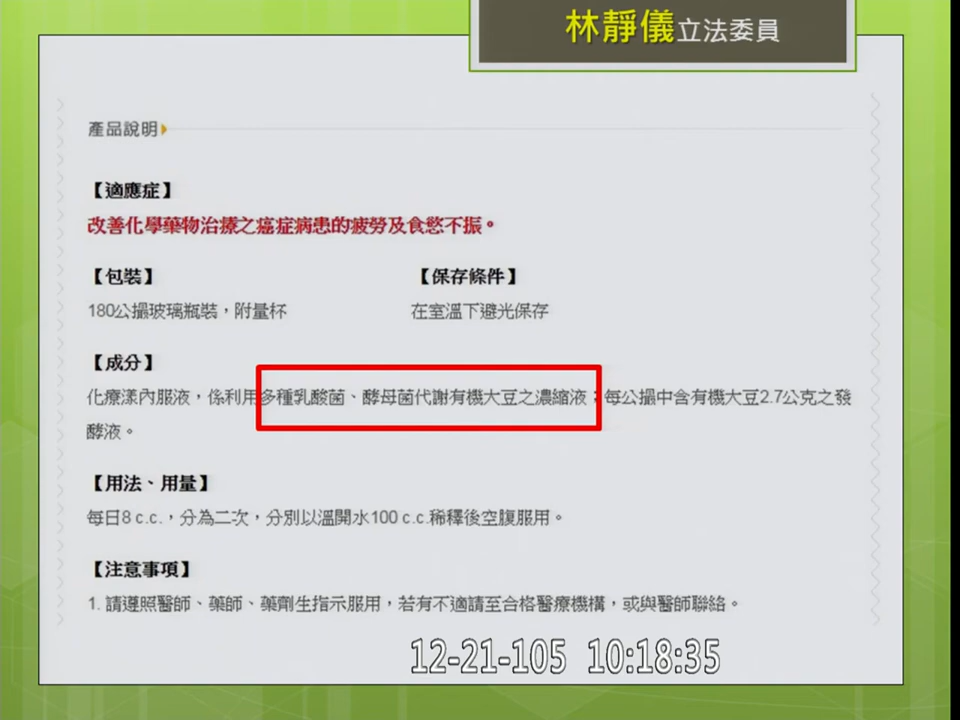 林靜儀立法委員
產品說明
【適應症】
改善化學藥物治療之癌症病患的疲勞及食慾不振。
【包裝】
【保存條件】
180公撮玻璃瓶裝，附量杯
在室溫下避光保存
【成分】
化療漾內服液，係利用多種乳酸菌、酵母菌代謝有機大豆之濃縮液；每公撮中含有機大豆2.7公克之發
酵液。
【用法、用量】
每日8 c.c.，分為二次，分別以溫開水100 c.c.稀釋後空腹服用。
【注意事項】
1. 請遵照醫師、藥師、藥劑生指示服用，若有不適請至合格醫療機構，或與醫師聯絡。
12-21-105 10:18:35